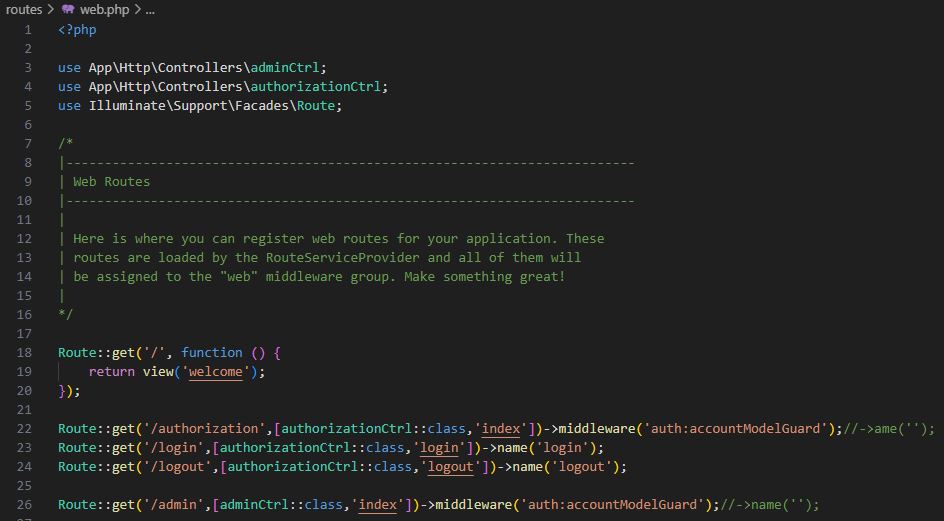 routes > web.php > ...
1 <?php
2
3 use App\Http\Controllers\adminCtrl;
4 use App\Http\Controllers\authorizationCtrl;
5 use Illuminate\Support\Facades\Route;
6
7 /*
8 |--------------------------------------------------------------------------
9 | Web Routes
10 |--------------------------------------------------------------------------
11 |
12 | Here is where you can register web routes for your application. These
13 | routes are loaded by the RouteServiceProvider and all of them will
14 | be assigned to the "web" middleware group. Make something great!
15 |
16 */
17
18 Route::get('/', function () {
19     return view('welcome');
20 });
21
22 Route::get('/authorization',[authorizationCtrl::class,'index'])->middleware('auth:accountModelGuard');//->ame('');
23 Route::get('/login',[authorizationCtrl::class,'login'])->name('login');
24 Route::get('/logout',[authorizationCtrl::class,'logout'])->name('logout');
25
26 Route::get('/admin',[adminCtrl::class,'index'])->middleware('auth:accountModelGuard');//->name('');